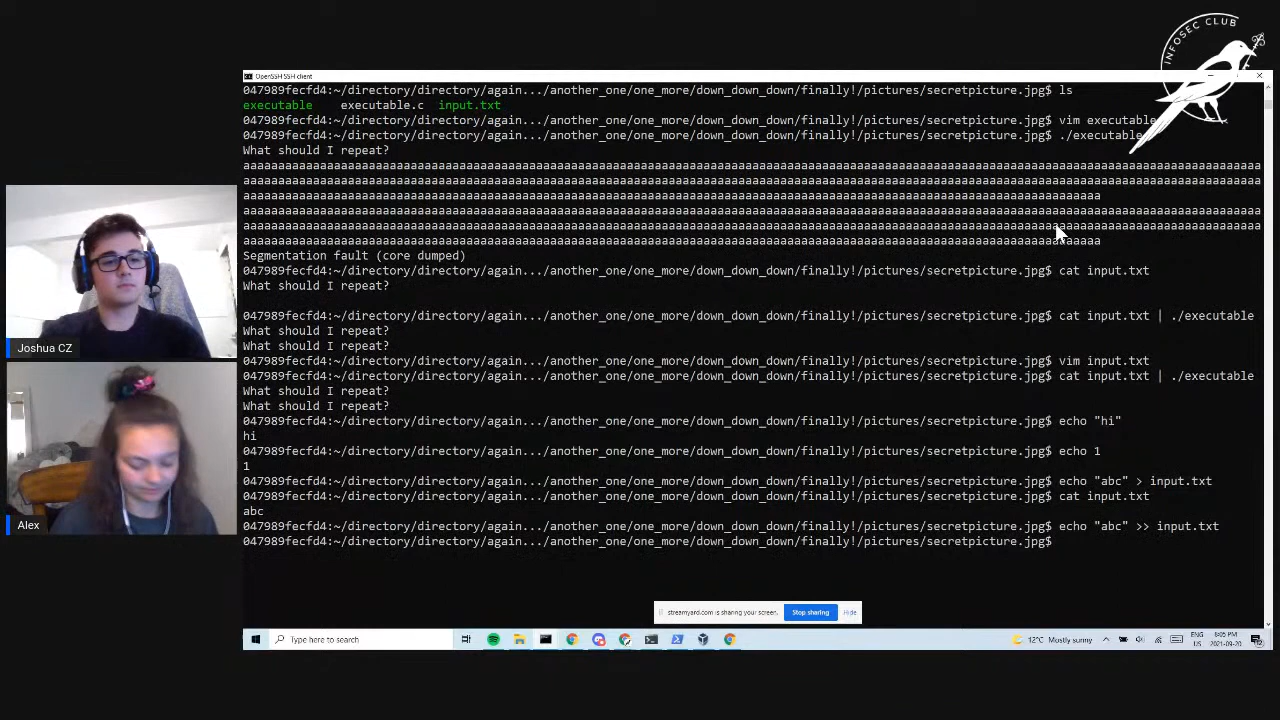 INFOSEC CLUB
OpenSSH SSH client
047989fecfd4:~/directory/directory/again.../another_one/one_more/down_down_down/finally!/pictures/secretpicture.jpg$ ls
executable executable.c input.txt
047989fecfd4:~/directory/directory/again.../another_one/one_more/down_down_down/finally!/pictures/secretpicture.jpg$ vim executable
047989fecfd4:~/directory/directory/again.../another_one/one_more/down_down_down/finally!/pictures/secretpicture.jpg$ ./executable
What should I repeat?
Segmentation fault (core dumped)
047989fecfd4:~/directory/directory/again.../another_one/one_more/down_down_down/finally!/pictures/secretpicture.jpg$ cat input.txt
What should I repeat?
047989fecfd4:~/directory/directory/again.../another_one/one_more/down_down_down/finally!/pictures/secretpicture.jpg$ cat input.txt | ./executable
What should I repeat?
What should I repeat?
047989fecfd4:~/directory/directory/again.../another_one/one_more/down_down_down/finally!/pictures/secretpicture.jpg$ vim input.txt
047989fecfd4:~/directory/directory/again.../another_one/one_more/down_down_down/finally!/pictures/secretpicture.jpg$ cat input.txt | ./executable
What should I repeat?
What should I repeat?
047989fecfd4:~/directory/directory/again.../another_one/one_more/down_down_down/finally!/pictures/secretpicture.jpg$ echo "hi"
hi
047989fecfd4:~/directory/directory/again.../another_one/one_more/down_down_down/finally!/pictures/secretpicture.jpg$ echo 1
1
047989fecfd4:~/directory/directory/again.../another_one/one_more/down_down_down/finally!/pictures/secretpicture.jpg$ echo "abc" > input.txt
047989fecfd4:~/directory/directory/again.../another_one/one_more/down_down_down/finally!/pictures/secretpicture.jpg$ cat input.txt
abc
047989fecfd4:~/directory/directory/again.../another_one/one_more/down_down_down/finally!/pictures/secretpicture.jpg$ echo "abc" >> input.txt
047989fecfd4:~/directory/directory/again.../another_one/one_more/down_down_down/finally!/pictures/secretpicture.jpg$
Joshua CZ
Alex
streamyard.com is sharing your screen. Stop sharing Hide
Type here to search
12°C Mostly sunny
ENG US
8:05 PM
2021-09-20